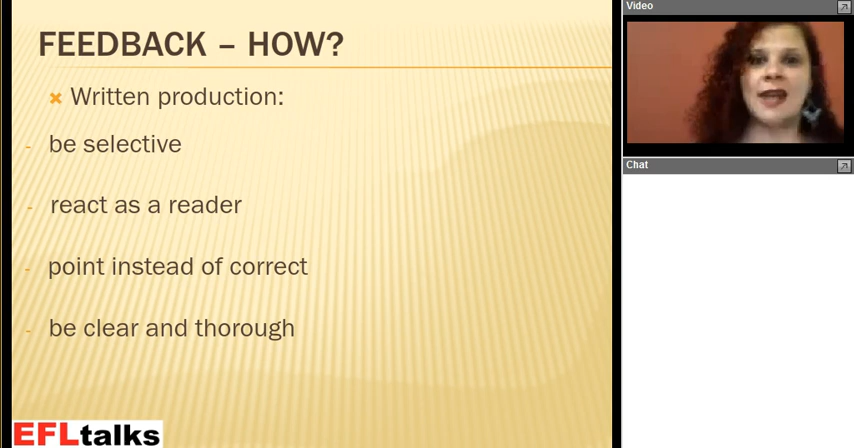 FEEDBACK – HOW?
Written production:
- be selective
- react as a reader
- point instead of correct
- be clear and thorough
EFLtalks
Video
Chat